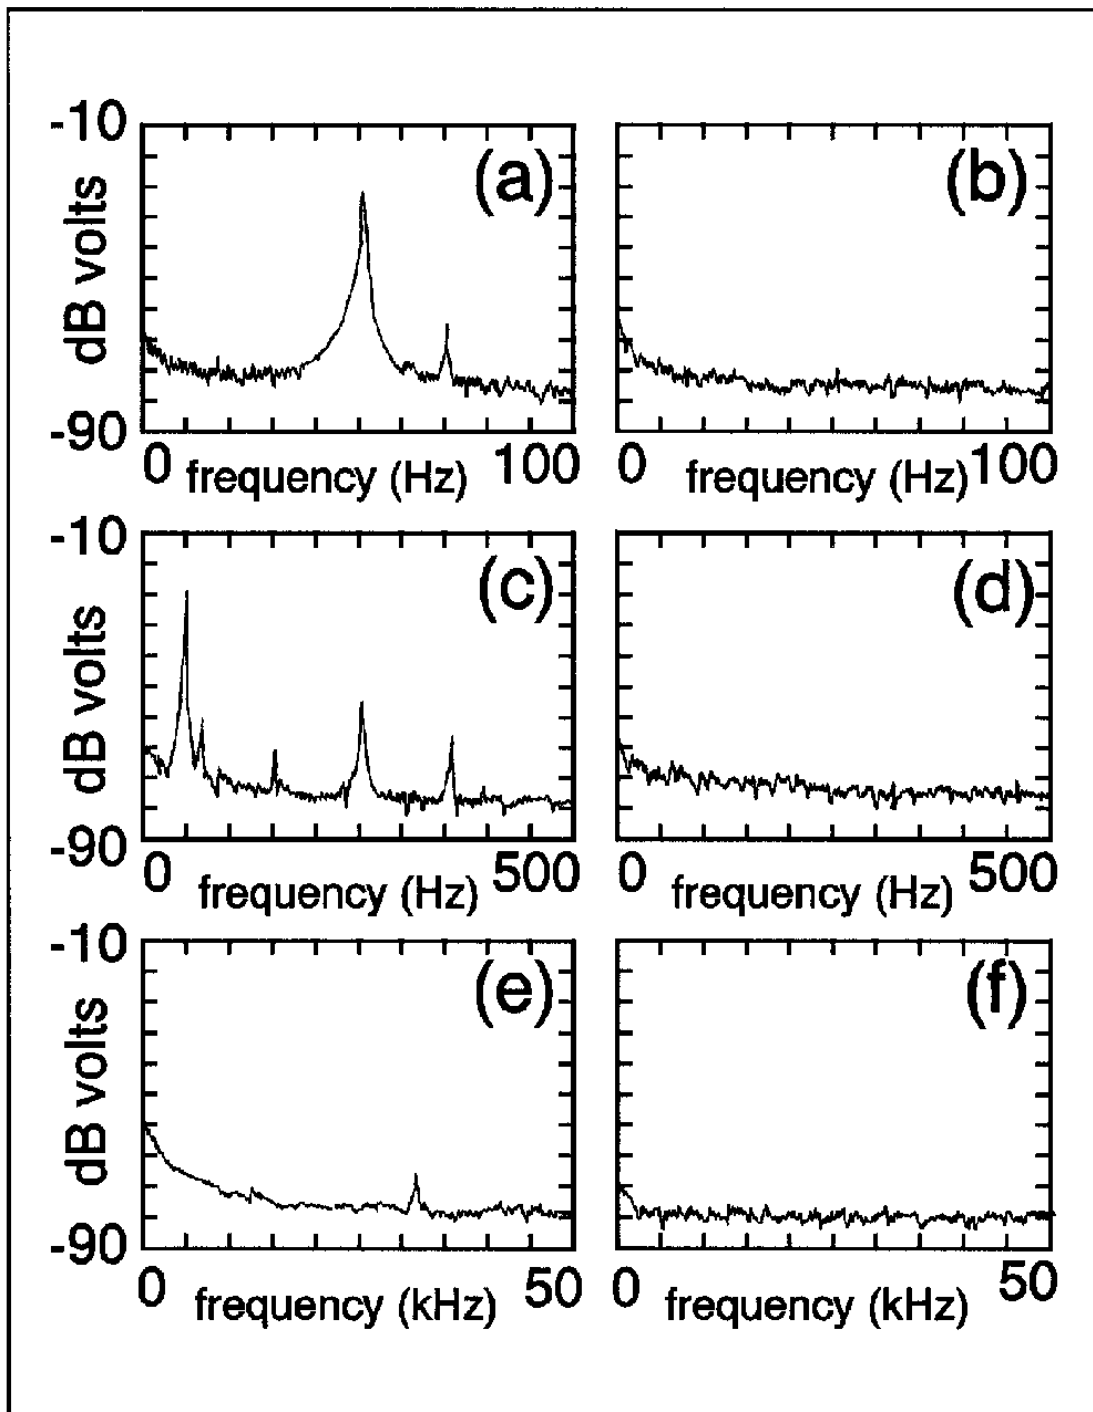 -10
(a)
(b)
dB volts
-90
0 frequency (Hz) 100
0 frequency (Hz) 100
-10
(c)
(d)
dB volts
-90
0 frequency (Hz) 500
0 frequency (Hz) 500
-10
(e)
(f)
dB volts
-90
0 frequency (kHz) 50
0 frequency (kHz) 50